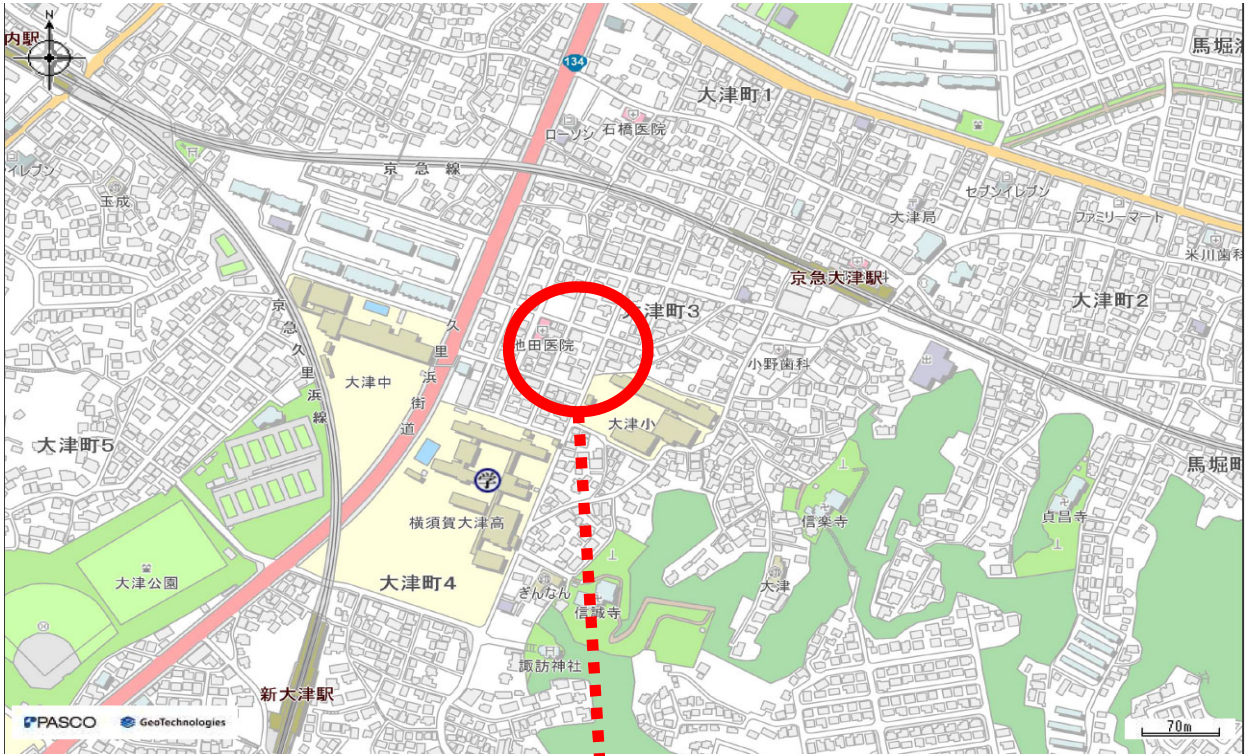 N
内駅
134
馬堀海
大津町1
ローソン
石橋医院
京急線
イレブン
玉成
セブンイレブン
大津局
ファミリーマート
米川歯科
京急大津駅
大津町2
大津町3
池田医院
久里浜街道
京急久里浜線
小野歯科
大津中
大津小
大津町5
馬堀町
学
横須賀大津高
信楽寺
貞昌寺
大津公園
大津町4
ぎんなん
信誠寺
大津
諏訪神社
新大津駅
PASCO
GeoTechnologies
70m